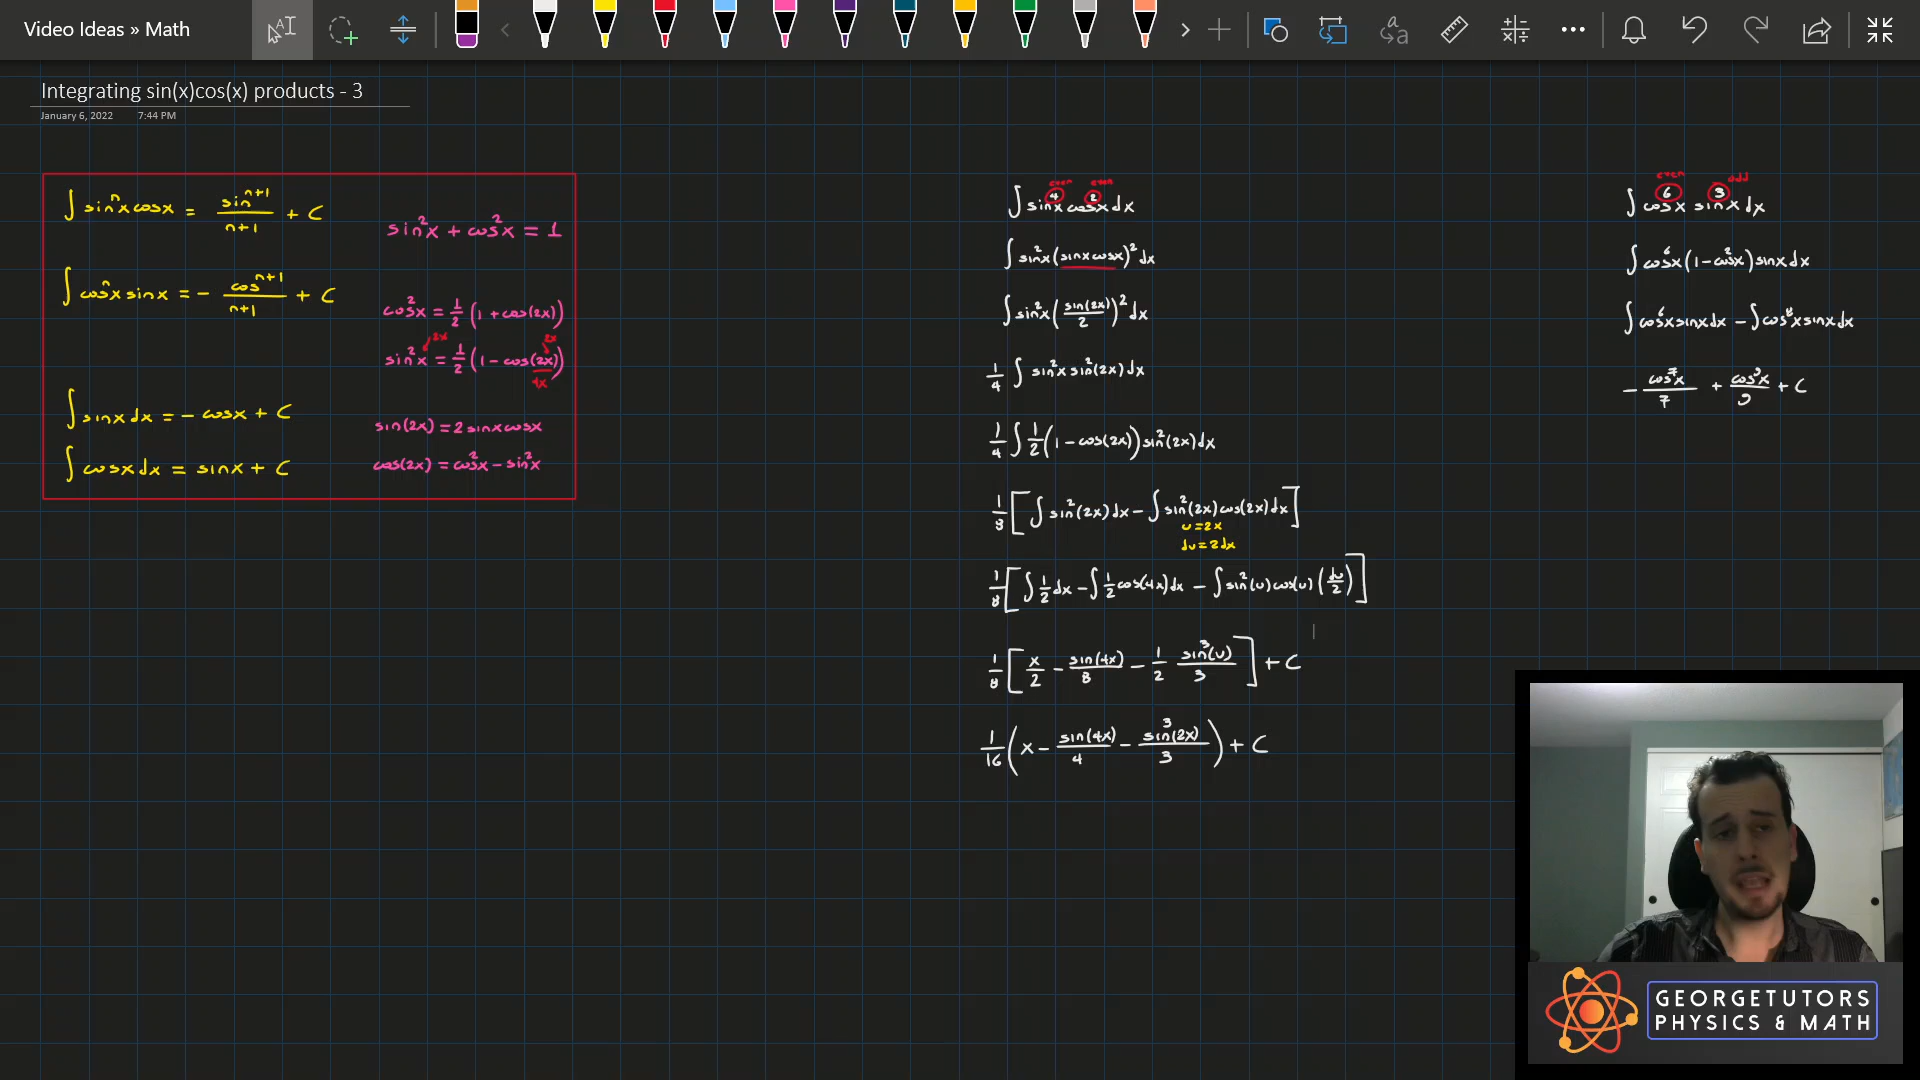 Video Ideas » Math
Integrating sin(x)cos(x) products - 3
January 6, 2022 7:44 PM
∫ sinⁿx cosx = sinⁿ⁺¹/(n+1) + C
∫ cosⁿx sinx = - cosⁿ⁺¹/(n+1) + C
∫ sinx dx = - cosx + C
∫ cosx dx = sinx + C
sin²x + cos²x = 1
cos²x = 1/2 (1 + cos(2x))
2x 2x
sin²x = 1/2 (1 - cos(2x))
4x
sin(2x) = 2 sinx cosx
cos(2x) = cos²x - sin²x
even even
∫ sin⁴x cos²x dx
∫ sin²x (sinx cosx)² dx
∫ sin²x (sin(2x)/2)² dx
1/4 ∫ sin²x sin²(2x) dx
1/4 ∫ 1/2 (1 - cos(2x)) sin²(2x) dx
1/8 [∫ sin²(2x) dx - ∫ sin²(2x) cos(2x) dx]
u = 2x
du = 2dx
1/8 [∫ 1/2 dx - ∫ 1/2 cos(4x) dx - ∫ sin²(u) cos(u) (du/2)]
1/8 [x/2 - sin(4x)/8 - 1/2 sin³(u)/3] + C
1/16 (x - sin(4x)/4 - sin³(2x)/3) + C
even odd
∫ cos⁶x sin³x dx
∫ cos⁶x (1 - cos²x) sinx dx
∫ cos⁶x sinx dx - ∫ cos⁸x sinx dx
- cos⁷x/7 + cos⁹x/9 + C
GEORGETUTORS
PHYSICS & MATH